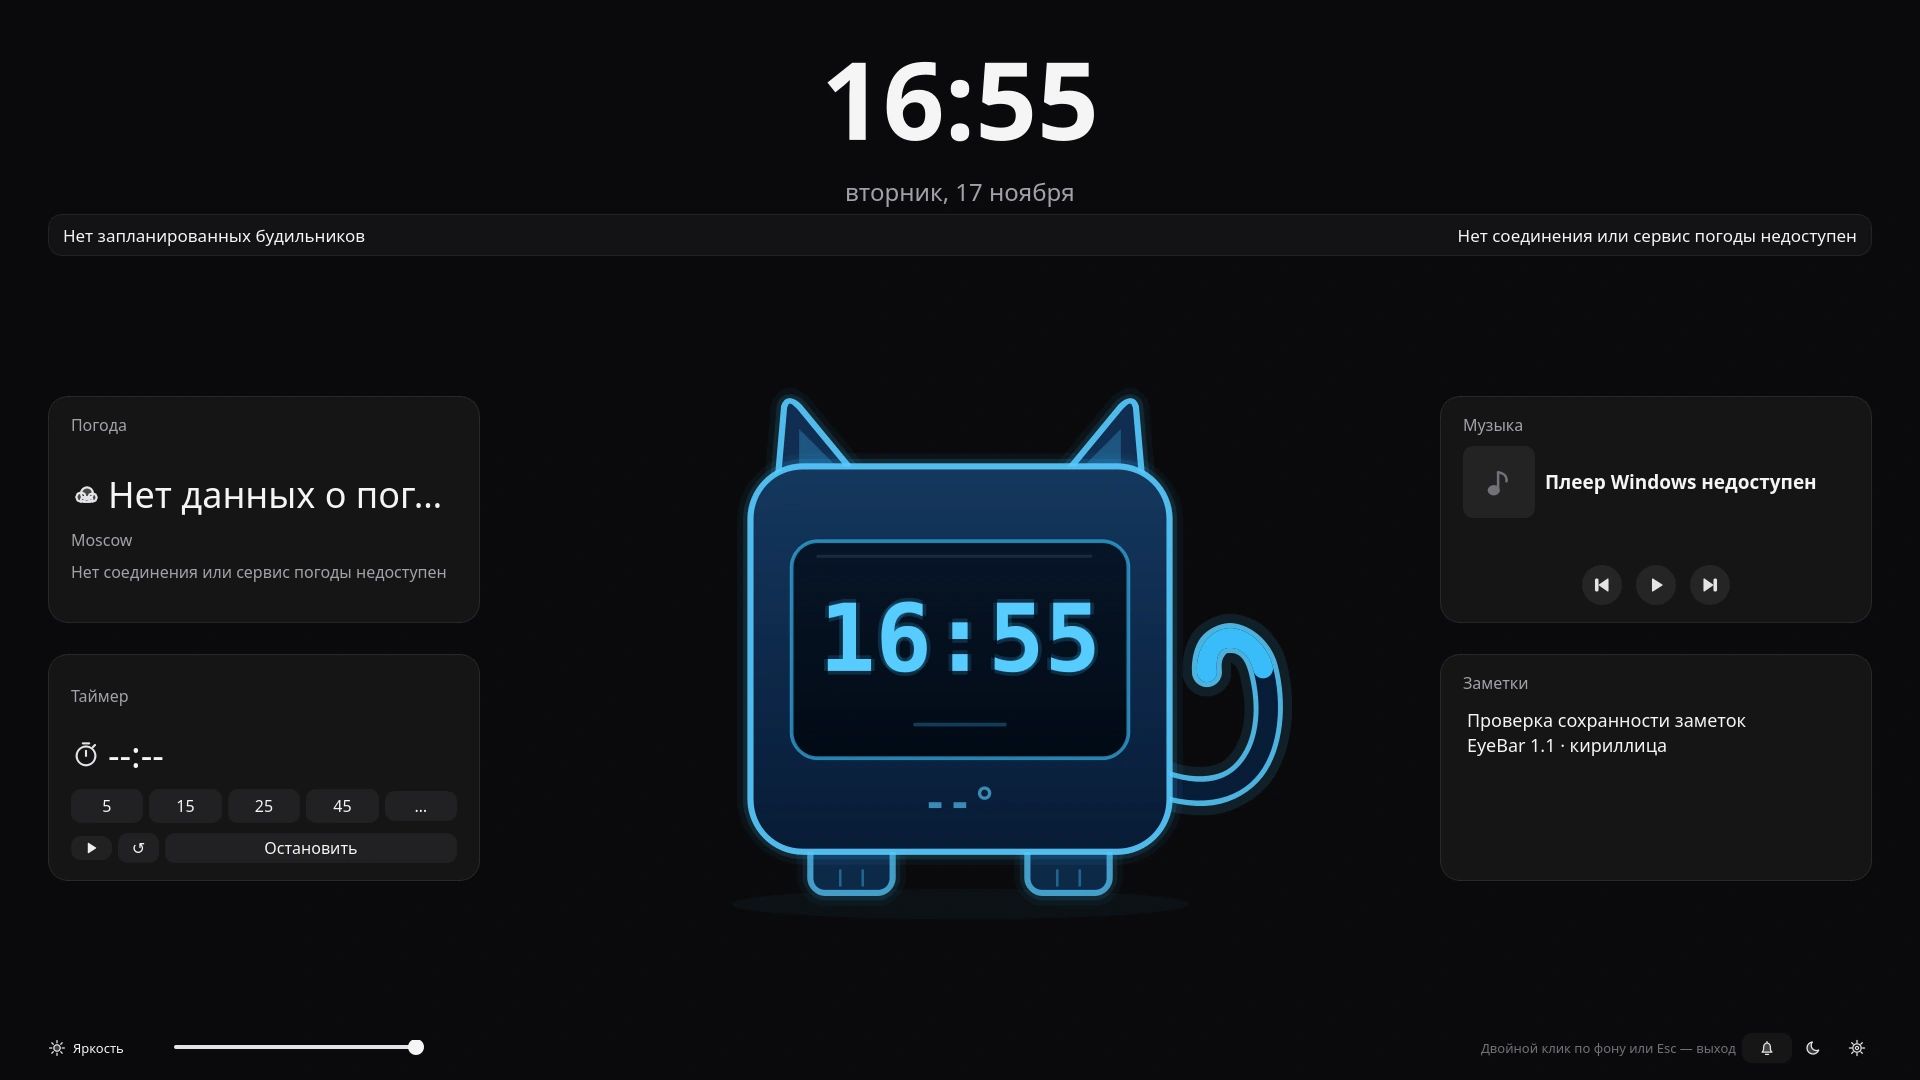 16:55
вторник, 17 ноября
Нет запланированных будильников
Нет соединения или сервис погоды недоступен
Погода
Нет данных о пог...
Moscow
Нет соединения или сервис погоды недоступен
Таймер
--:--
5 15 25 45 ...
Остановить
16:55
--°
Музыка
Плеер Windows недоступен
Заметки
Проверка сохранности заметок
EyeBar 1.1 · кириллица
Яркость
Двойной клик по фону или Esc — выход